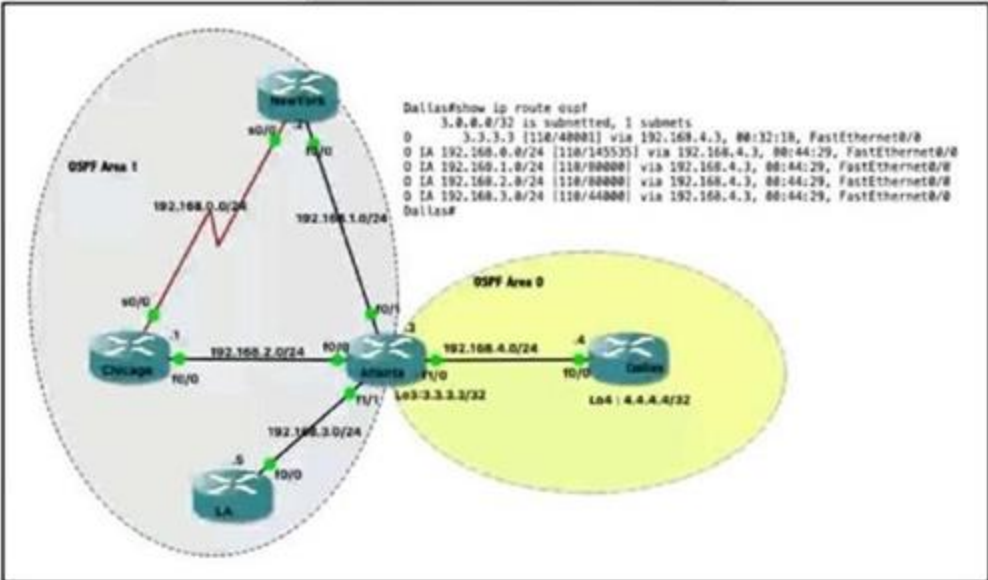 Dallas#show ip route ospf
3.0.0.0/32 is subnetted, 1 subnets
O 3.3.3.3 [110/40001] via 192.168.4.3, 00:32:18, FastEthernet0/0
O IA 192.168.0.0/24 [110/145535] via 192.168.4.3, 00:44:29, FastEthernet0/0
O IA 192.168.1.0/24 [110/80000] via 192.168.4.3, 00:44:29, FastEthernet0/0
O IA 192.168.2.0/24 [110/80000] via 192.168.4.3, 00:44:29, FastEthernet0/0
O IA 192.168.3.0/24 [110/44000] via 192.168.4.3, 00:44:29, FastEthernet0/0
Dallas#
NewYork
.2
s0/0
f0/0
OSPF Area 1
192.168.0.0/24
192.168.1.0/24
OSPF Area 0
s0/0
f0/1
.1
.3
Chicago
f0/0
192.168.2.0/24
f0/0
Atlanta
192.168.4.0/24
f1/0
.4
f0/0
Dallas
Lo3:3.3.3.3/32
Lo4 : 4.4.4.4/32
f1/1
192.168.3.0/24
.5
f0/0
LA